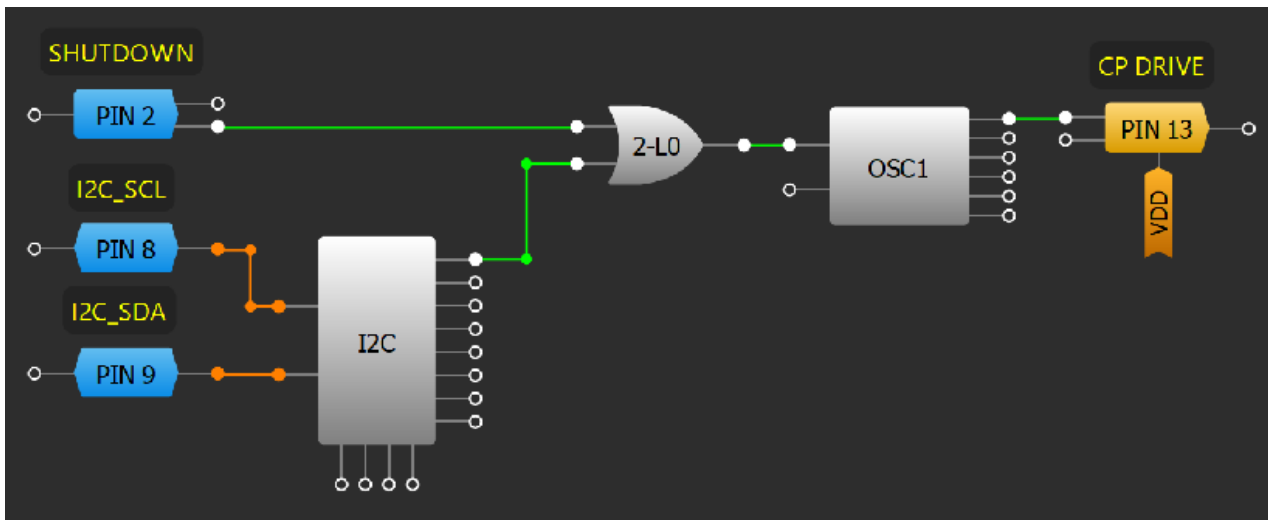 SHUTDOWN
CP DRIVE
PIN 2
PIN 13
2-L0
OSC1
I2C_SCL
VDD
PIN 8
I2C_SDA
I2C
PIN 9